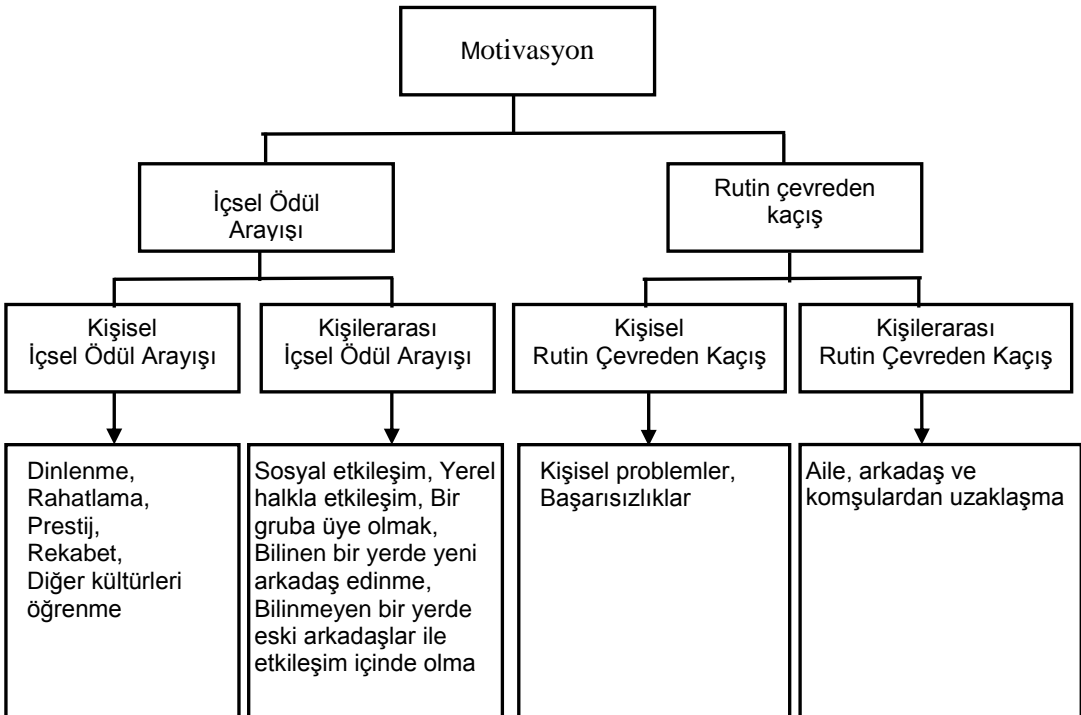 Motivasyon
İçsel Ödül
Arayışı
Rutin çevreden
kaçış
Kişisel
İçsel Ödül Arayışı
Kişilerarası
İçsel Ödül Arayışı
Kişisel
Rutin Çevreden Kaçış
Kişilerarası
Rutin Çevreden Kaçış
Dinlenme,
Rahatlama,
Prestij,
Rekabet,
Diğer kültürleri
öğrenme
Sosyal etkileşim, Yerel
halkla etkileşim, Bir
gruba üye olmak,
Bilinen bir yerde yeni
arkadaş edinme,
Bilinmeyen bir yerde
eski arkadaşlar ile
etkileşim içinde olma
Kişisel problemler,
Başarısızlıklar
Aile, arkadaş ve
komşulardan uzaklaşma